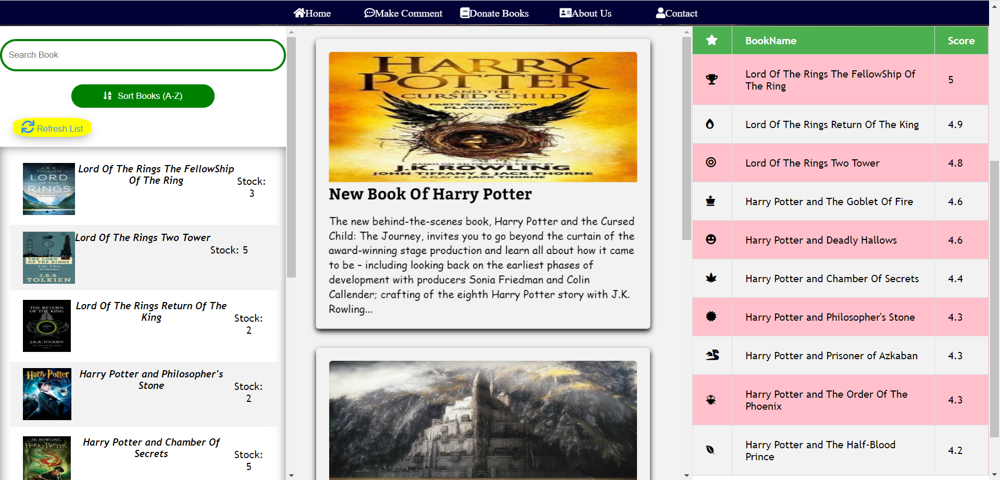 Home
Make Comment
Donate Books
About Us
Contact
Search Book
Sort Books (A-Z)
Refresh List
J.R.R.
TOLKIEN
LORD
OF THE
RINGS
The Fellowship
of the Ring
Lord Of The Rings The FellowShip
Of The Ring
Stock:
3
THE LORD
OF THE RINGS
THE TWO
TOWERS
J.R.R.
TOLKIEN
Lord Of The Rings Two Tower
Stock: 5
THE RETURN
OF THE KING
J.R.R. TOLKIEN
Lord Of The Rings Return Of The
King
Stock:
2
Harry Potter
Harry Potter and Philosopher's
Stone
Stock:
2
J.K. ROWLING
HARRY POTTER
Harry Potter and Chamber Of
Secrets
Stock:
5
HARRY
POTTER
AND THE
CURSED CHILD
PARTS ONE AND TWO
PLAYSCRIPT
BASED ON AN ORIGINAL STORY BY
J.K. ROWLING
JOHN TIFFANY & JACK THORNE
A PLAY BY JACK THORNE
New Book Of Harry Potter
The new behind-the-scenes book, Harry Potter and the Cursed
Child: The Journey, invites you to go beyond the curtain of the
award-winning stage production and learn all about how it came
to be – including looking back on the earliest phases of
development with producers Sonia Friedman and Colin
Callender; crafting of the eighth Harry Potter story with J.K.
Rowling...
BookName Score
Lord Of The Rings The FellowShip Of
The Ring
5
Lord Of The Rings Return Of The King 4.9
Lord Of The Rings Two Tower 4.8
Harry Potter and The Goblet Of Fire 4.6
Harry Potter and Deadly Hallows 4.6
Harry Potter and Chamber Of Secrets 4.4
Harry Potter and Philosopher's Stone 4.3
Harry Potter and Prisoner of Azkaban 4.3
Harry Potter and The Order Of The
Phoenix
4.3
Harry Potter and The Half-Blood
Prince
4.2